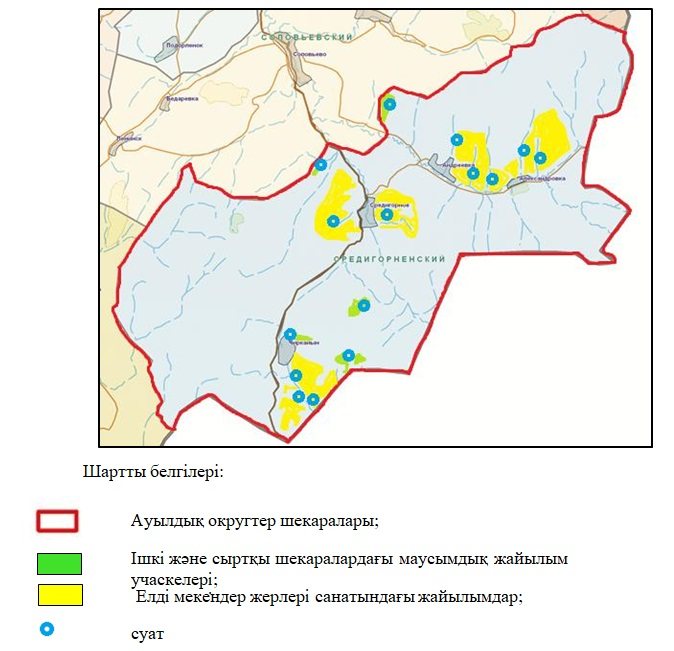 СОЛОВЬЕВСКИЙ
Подорленок
Соловьево
Бедаревка
Андреевка
Александровка
Средигорное
СРЕДИГОРНЕНСКИЙ
Шартты белгілері:
Ауылдық округтер шекаралары;
Ішкі және сыртқы шекаралардағы маусымдық жайылым
учаскелері;
Елді мекендер жерлері санатындағы жайылымдар;
суат